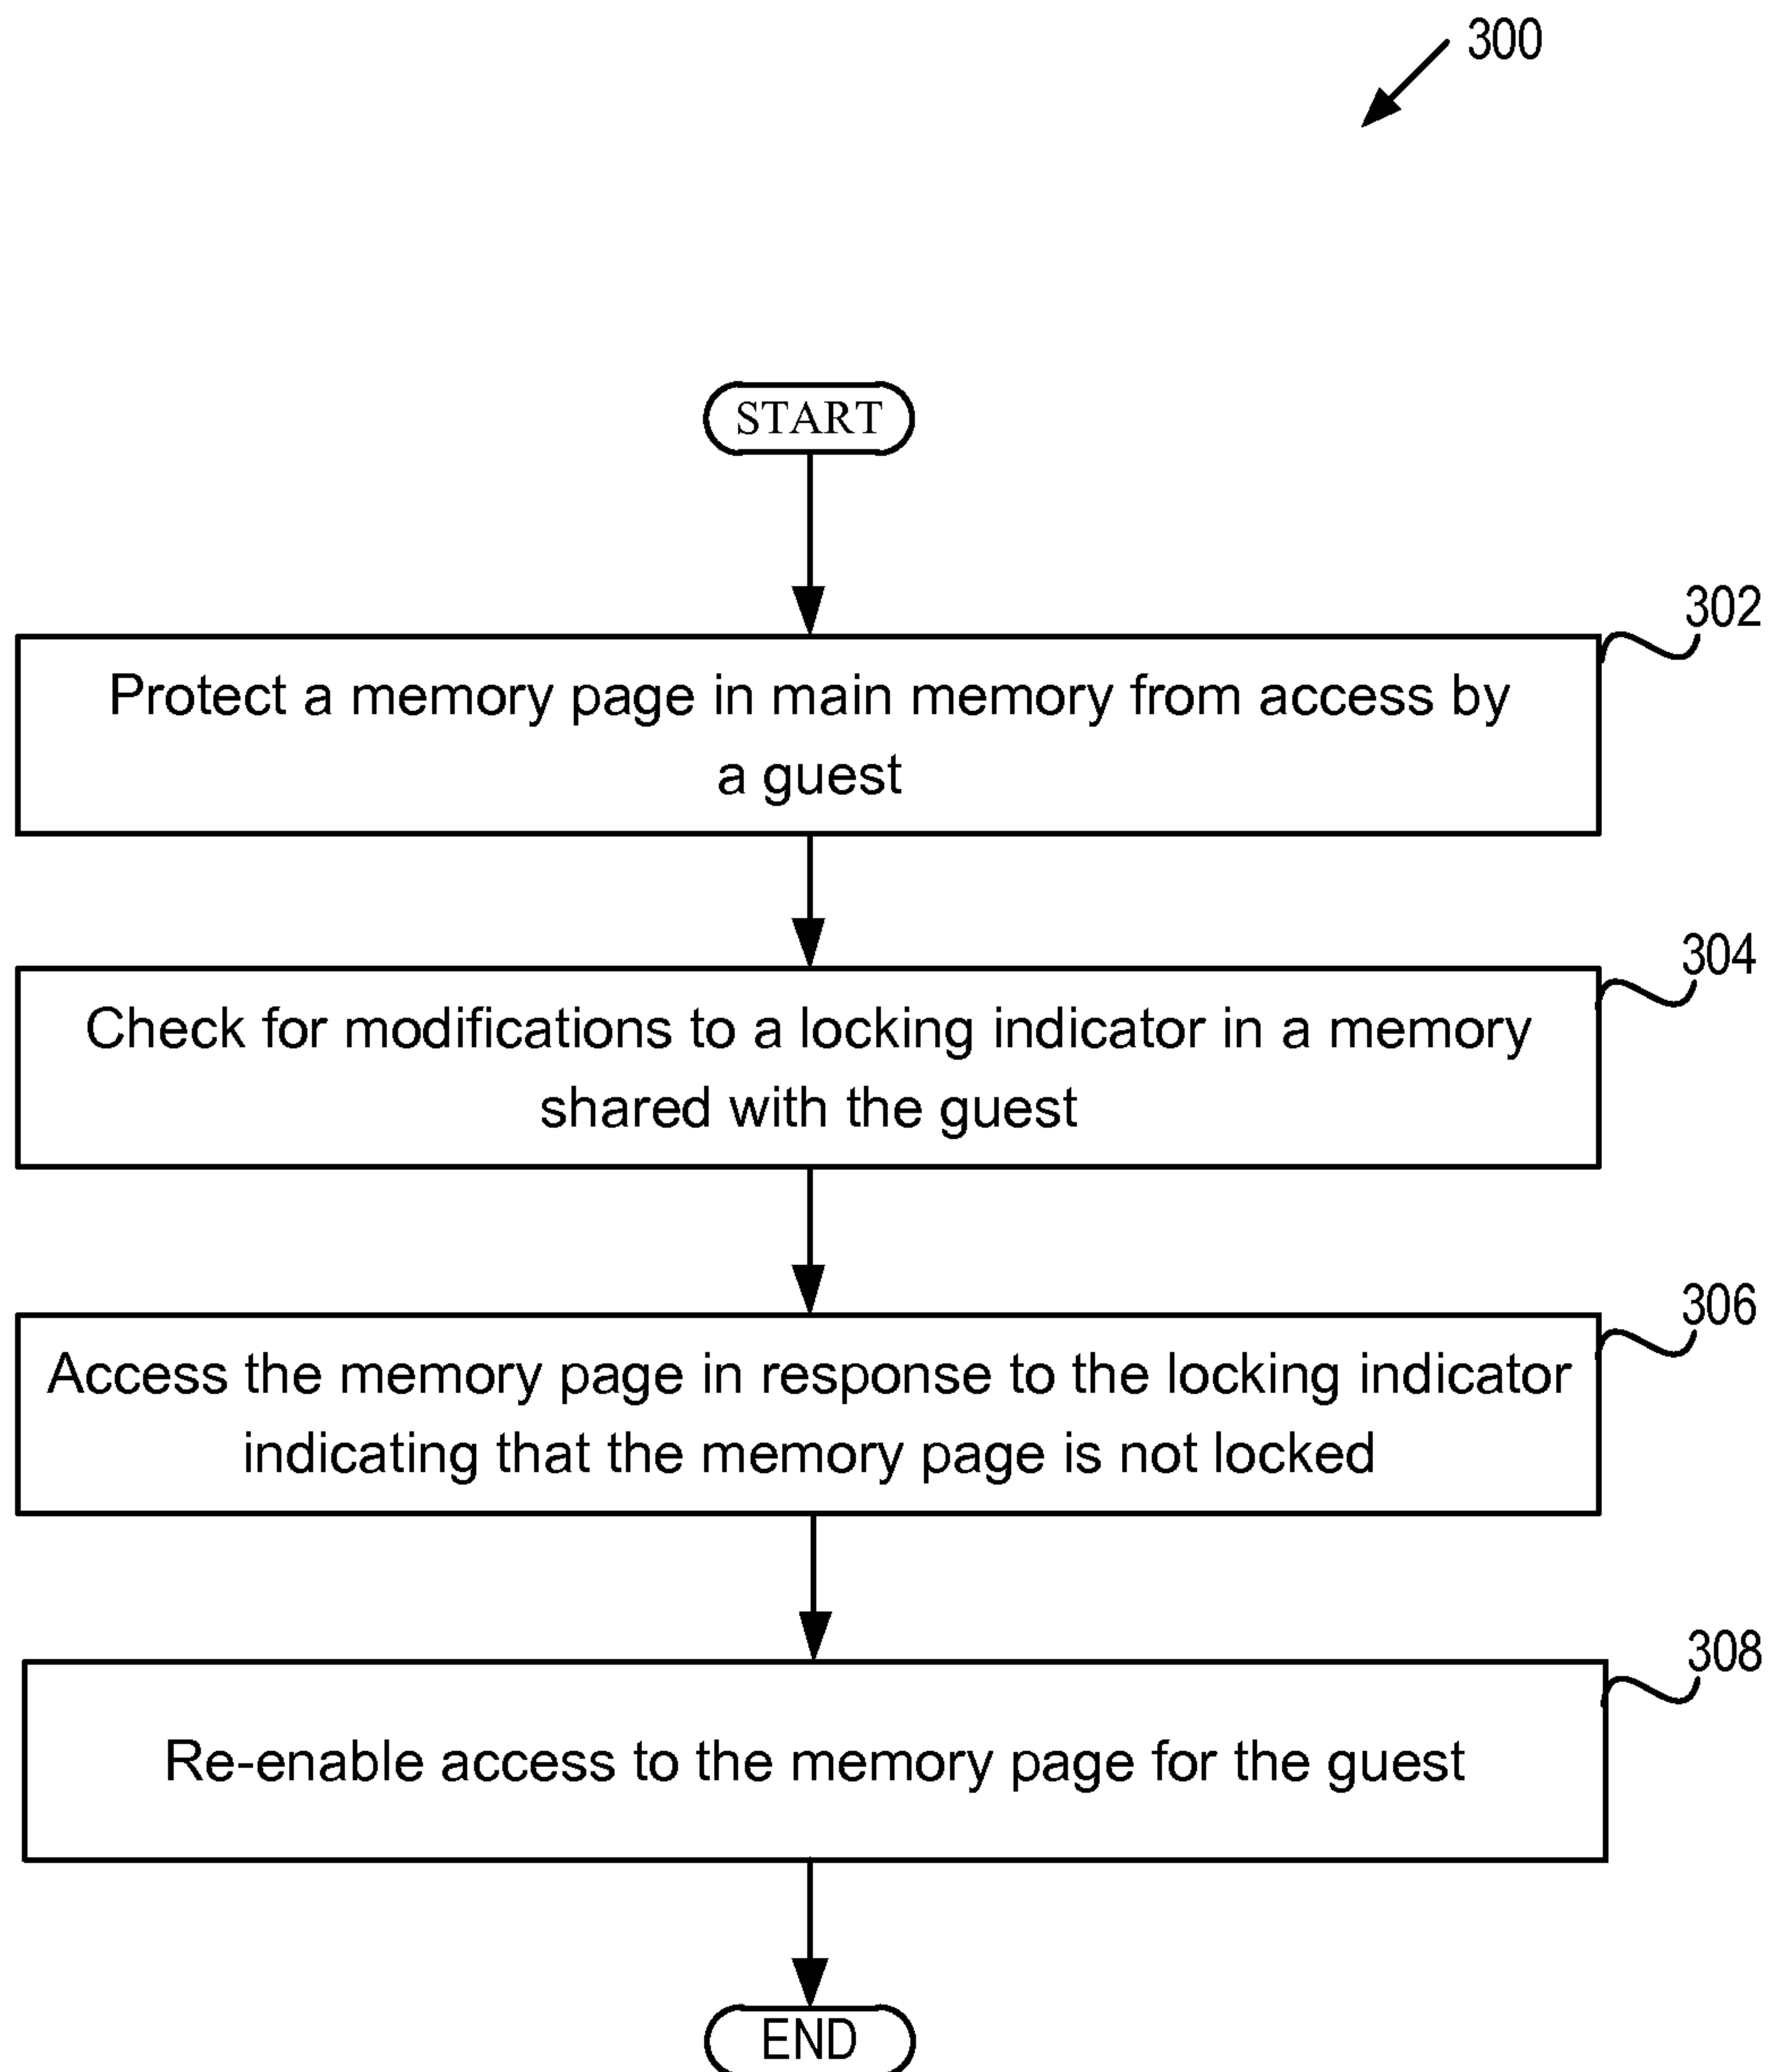 300
START
302
Protect a memory page in main memory from access by
a guest
304
Check for modifications to a locking indicator in a memory
shared with the guest
306
Access the memory page in response to the locking indicator
indicating that the memory page is not locked
308
Re-enable access to the memory page for the guest
END